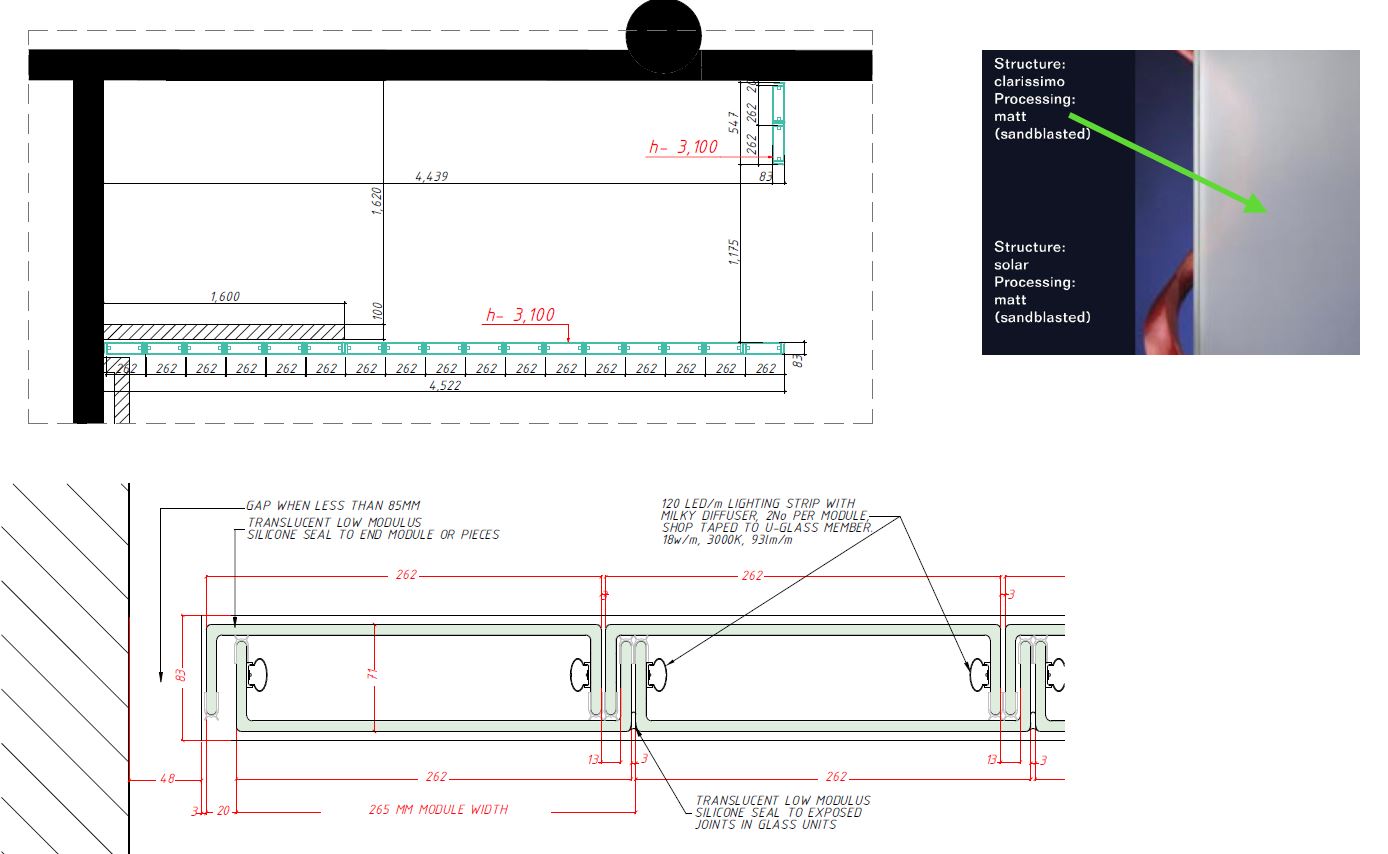 20
262
547
262
h- 3,100
4,439
83
1,620
1,175
1,600
100
h- 3,100
262 262 262 262 262 262 262 262 262 262 262 262 262 262 262 262 262
83
4,522
Structure:
clarissimo
Processing:
matt
(sandblasted)
Structure:
solar
Processing:
matt
(sandblasted)
GAP WHEN LESS THAN 85MM
TRANSLUCENT LOW MODULUS
SILICONE SEAL TO END MODULE OR PIECES
120 LED/m LIGHTING STRIP WITH
MILKY DIFFUSER, 2No PER MODULE,
SHOP TAPED TO U-GLASS MEMBER.
18w/m, 3000K, 93lm/m
262
262
3
3
83
71
13
3
13
3
48
262
262
3
20
265 MM MODULE WIDTH
TRANSLUCENT LOW MODULUS
SILICONE SEAL TO EXPOSED
JOINTS IN GLASS UNITS